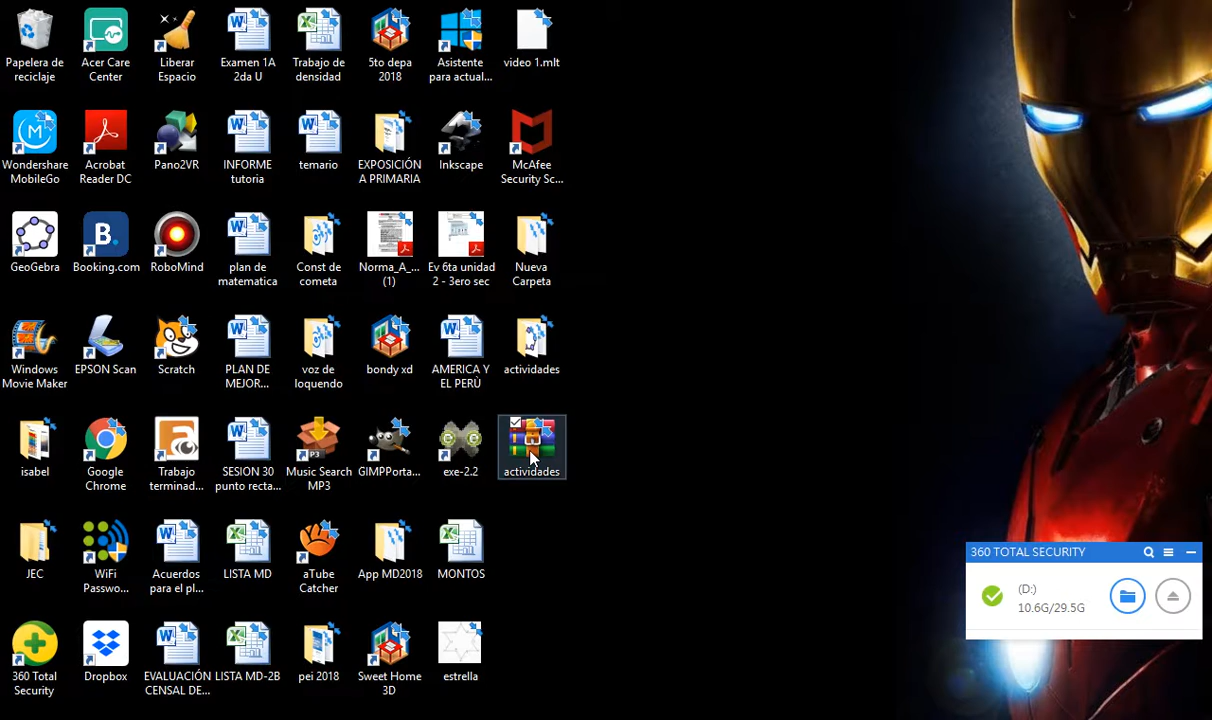 Papela de
reciclaje
Acer Care
Center
Liberar
Espacio
Examen 1A
2da U
Trabajo de
densidad
5to depa
2018
Asistente
para actual...
video 1.mlt
Wondershare
MobileGo
Acrobat
Reader DC
Pano2VR
INFORME
tutoria
temario
EXPOSICIÓN
A PRIMARIA
Inkscape
McAfee
Security Sc...
GeoGebra
B.
Booking.com
RoboMind
plan de
matematica
Const de
cometa
Norma_A_...
(1)
Ev 6ta unidad
2 - 3ero sec
Nueva
Carpeta
Windows
Movie Maker
EPSON Scan
Scratch
PLAN DE
MEJOR...
voz de
loquendo
bondy xd
AMERICA Y
EL PERÙ
actividades
isabel
Google
Chrome
Trabajo
terminad...
SESION 30
punto recta...
P3
Music Search
MP3
GIMPPorta...
exe-2.2
actividades
JEC
WiFi
Passwo...
Acuerdos
para el pl...
LISTA MD
aTube
Catcher
App MD2018
MONTOS
360 Total
Security
Dropbox
EVALUACIÓN
CENSAL DE...
LISTA MD-2B
pei 2018
Sweet Home
3D
estrella
360 TOTAL SECURITY
(D:)
10.6G/29.5G